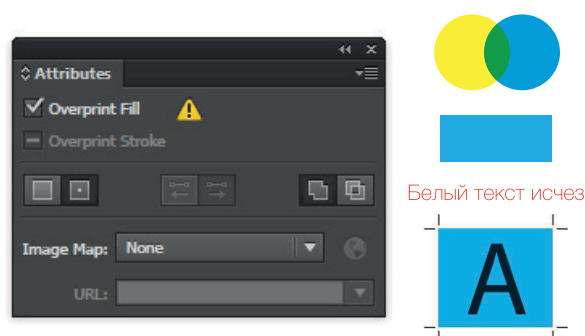 Attributes
Overprint Fill
Overprint Stroke
Image Map: None
URL:
Белый текст исчез
A